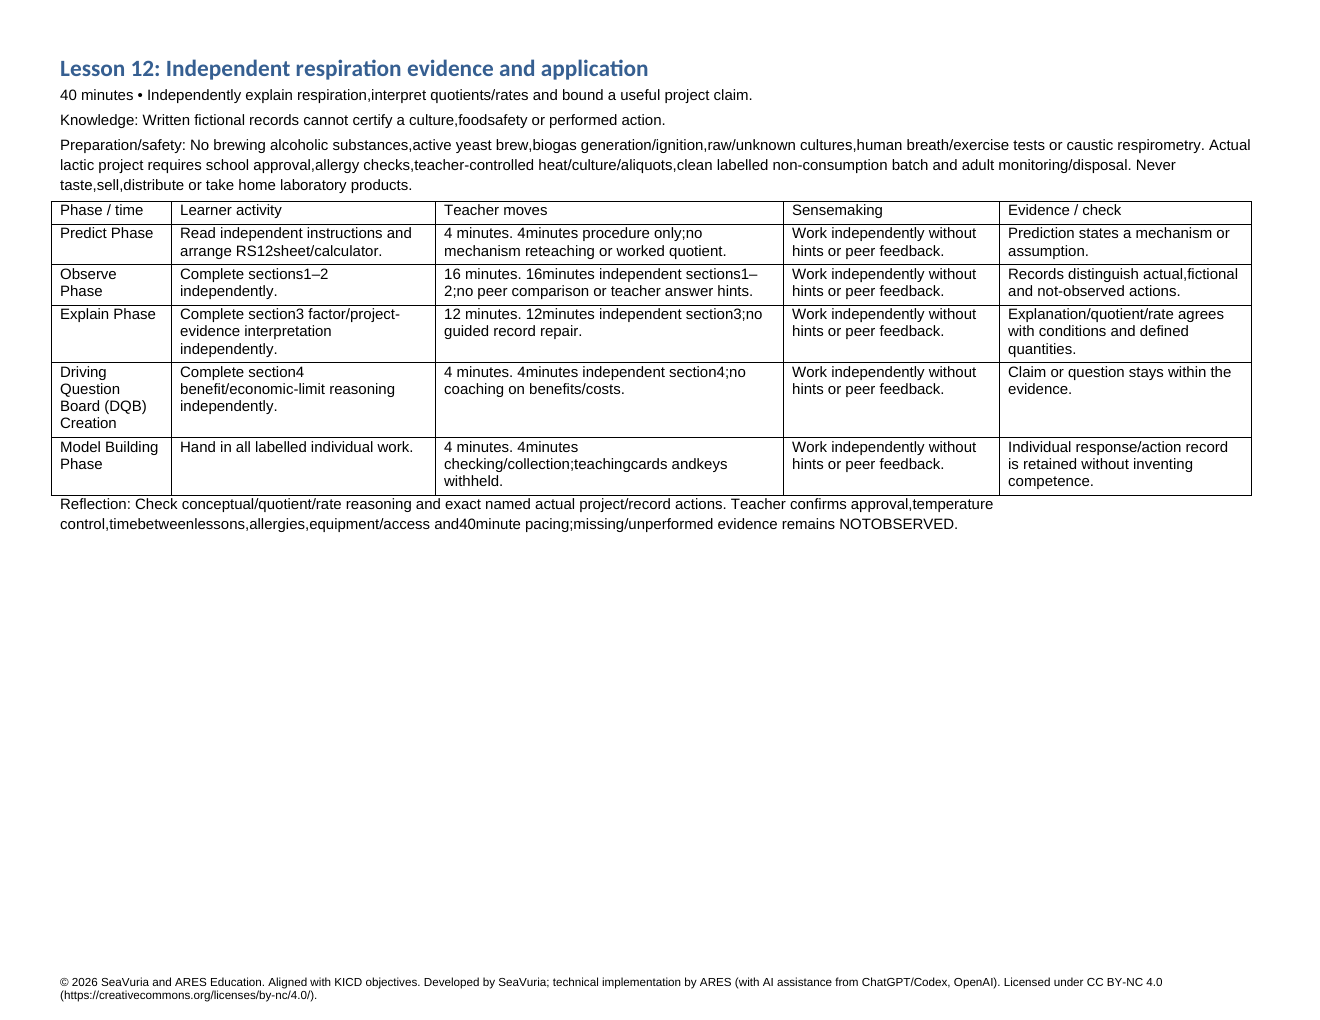 Lesson 12: Independent respiration evidence and application
40 minutes • Independently explain respiration,interpret quotients/rates and bound a useful project claim.
Knowledge: Written fictional records cannot certify a culture,foodsafety or performed action.
Preparation/safety: No brewing alcoholic substances,active yeast brew,biogas generation/ignition,raw/unknown cultures,human breath/exercise tests or caustic respirometry. Actual
lactic project requires school approval,allergy checks,teacher-controlled heat/culture/aliquots,clean labelled non-consumption batch and adult monitoring/disposal. Never
taste,sell,distribute or take home laboratory products.
Phase / time
Learner activity
Teacher moves
Sensemaking
Evidence / check
Predict Phase
Read independent instructions and
arrange RS12sheet/calculator.
4 minutes. 4minutes procedure only;no
mechanism reteaching or worked quotient.
Work independently without
hints or peer feedback.
Prediction states a mechanism or
assumption.
Observe
Phase
Complete sections1–2
independently.
16 minutes. 16minutes independent sections1–
2;no peer comparison or teacher answer hints.
Work independently without
hints or peer feedback.
Records distinguish actual,fictional
and not-observed actions.
Explain Phase
Complete section3 factor/project-
evidence interpretation
independently.
12 minutes. 12minutes independent section3;no
guided record repair.
Work independently without
hints or peer feedback.
Explanation/quotient/rate agrees
with conditions and defined
quantities.
Driving
Question
Board (DQB)
Creation
Complete section4
benefit/economic-limit reasoning
independently.
4 minutes. 4minutes independent section4;no
coaching on benefits/costs.
Work independently without
hints or peer feedback.
Claim or question stays within the
evidence.
Model Building
Phase
Hand in all labelled individual work.
4 minutes. 4minutes
checking/collection;teachingcards andkeys
withheld.
Work independently without
hints or peer feedback.
Individual response/action record
is retained without inventing
competence.
Reflection: Check conceptual/quotient/rate reasoning and exact named actual project/record actions. Teacher confirms approval,temperature
control,timebetweenlessons,allergies,equipment/access and40minute pacing;missing/unperformed evidence remains NOTOBSERVED.
© 2026 SeaVuria and ARES Education. Aligned with KICD objectives. Developed by SeaVuria; technical implementation by ARES (with AI assistance from ChatGPT/Codex, OpenAI). Licensed under CC BY-NC 4.0
(https://creativecommons.org/licenses/by-nc/4.0/).